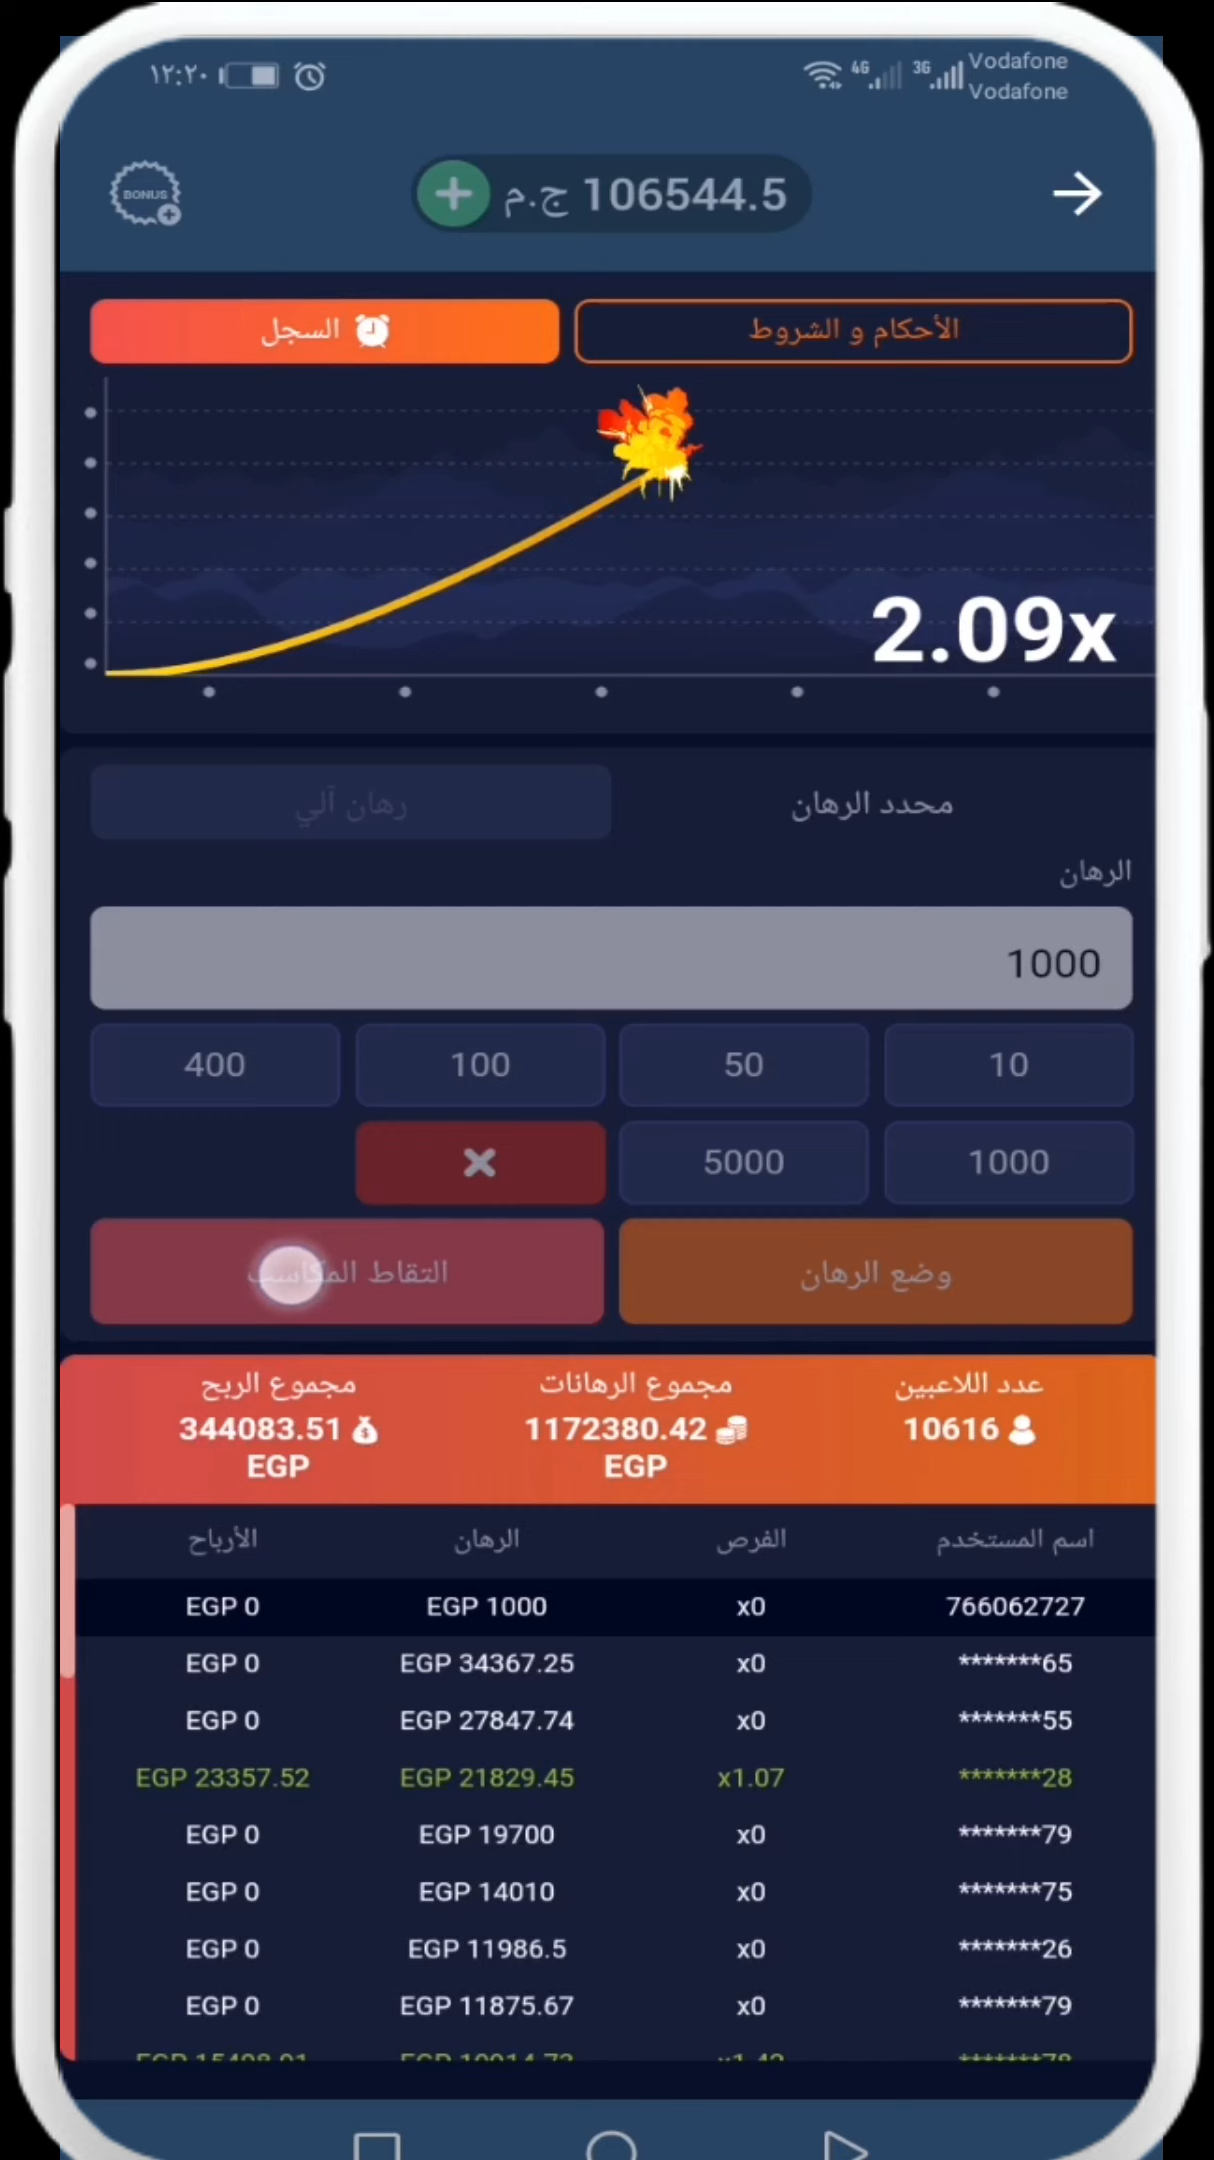 ١٢:٢٠
4G 3G Vodafone
Vodafone
BONUS
106544.5 ج.م
الأحكام و الشروط
السجل
2.09x
محدد الرهان
رهان آلي
الرهان
1000
10 50 100 400
1000 5000
وضع الرهان
التقاط المكاسب
عدد اللاعبين مجموع الرهانات مجموع الربح
10616 1172380.42 344083.51
EGP EGP
اسم المستخدم الفرص الرهان الأرباح
766062727 x0 EGP 1000 EGP 0
*******65 x0 EGP 34367.25 EGP 0
*******55 x0 EGP 27847.74 EGP 0
*******28 x1.07 EGP 21829.45 EGP 23357.52
*******79 x0 EGP 19700 EGP 0
*******75 x0 EGP 14010 EGP 0
*******26 x0 EGP 11986.5 EGP 0
*******79 x0 EGP 11875.67 EGP 0